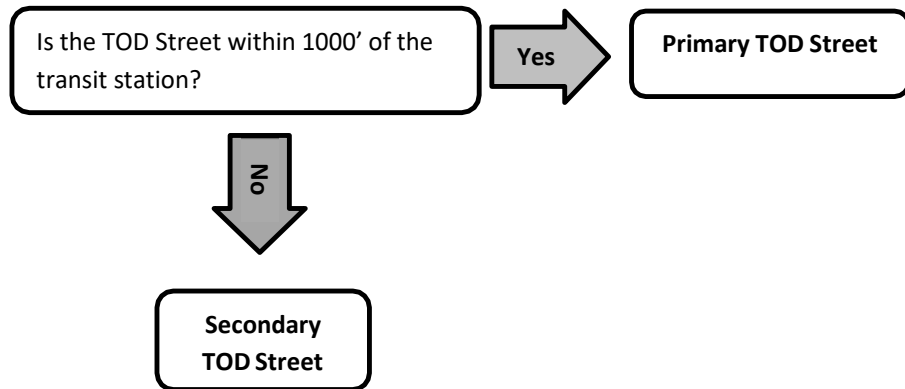 Is the TOD Street within 1000’ of the
transit station?
Yes
Primary TOD Street
No
Secondary
TOD Street